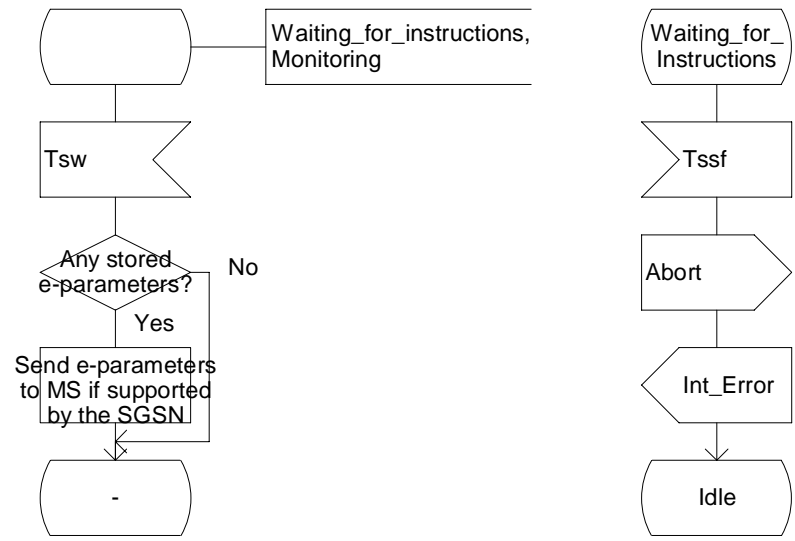 Waiting_for_instructions,
Monitoring
Tsw
Any stored
e-parameters?
No
Yes
Send e-parameters
to MS if supported
by the SGSN
-
Waiting_for_
Instructions
Tssf
Abort
Int_Error
Idle